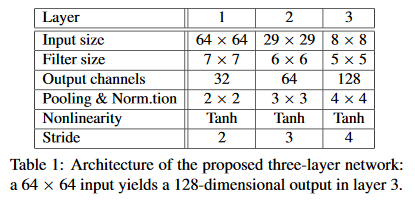 Layer 1 2 3
Input size 64 × 64 29 × 29 8 × 8
Filter size 7 × 7 6 × 6 5 × 5
Output channels 32 64 128
Pooling & Norm.tion 2 × 2 3 × 3 4 × 4
Nonlinearity Tanh Tanh Tanh
Stride 2 3 4
Table 1: Architecture of the proposed three-layer network:
a 64 × 64 input yields a 128-dimensional output in layer 3.